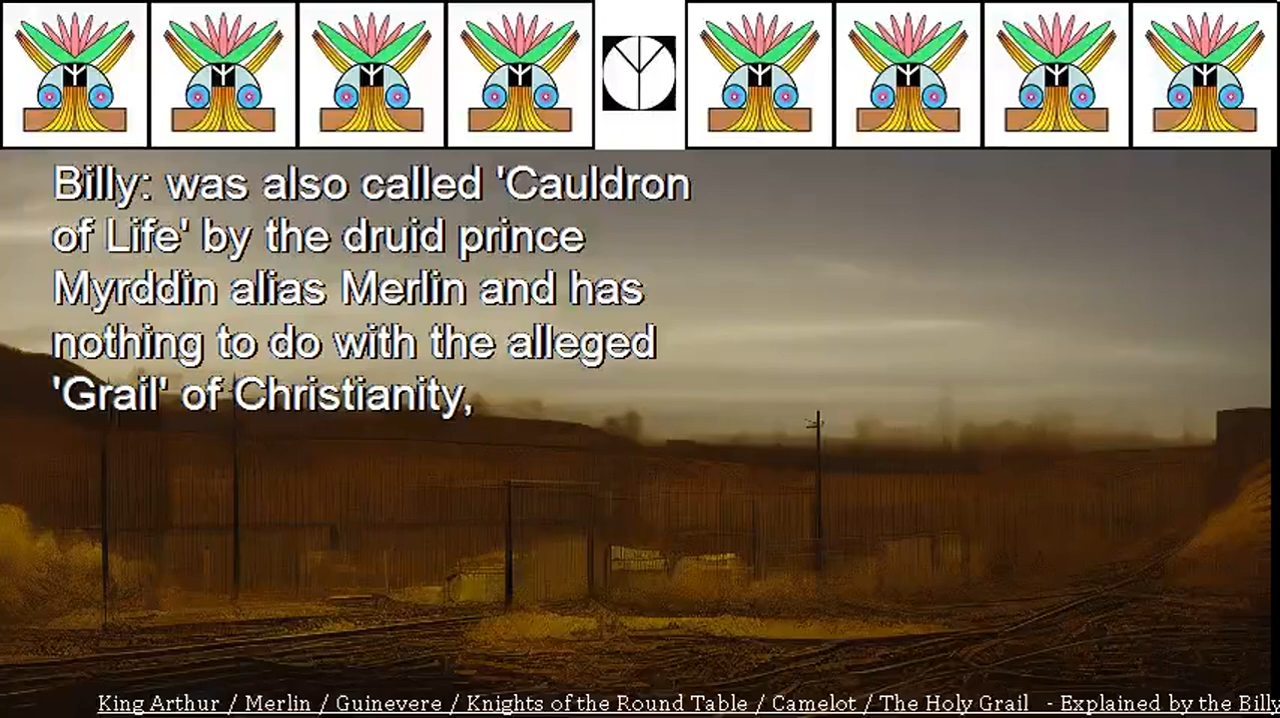 Billy: was also called 'Cauldron
of Life' by the druid prince
Myrddin alias Merlin and has
nothing to do with the alleged
'Grail' of Christianity,
King Arthur / Merlin / Guinevere / Knights of the Round Table / Camelot / The Holy Grail - Explained by the Billy